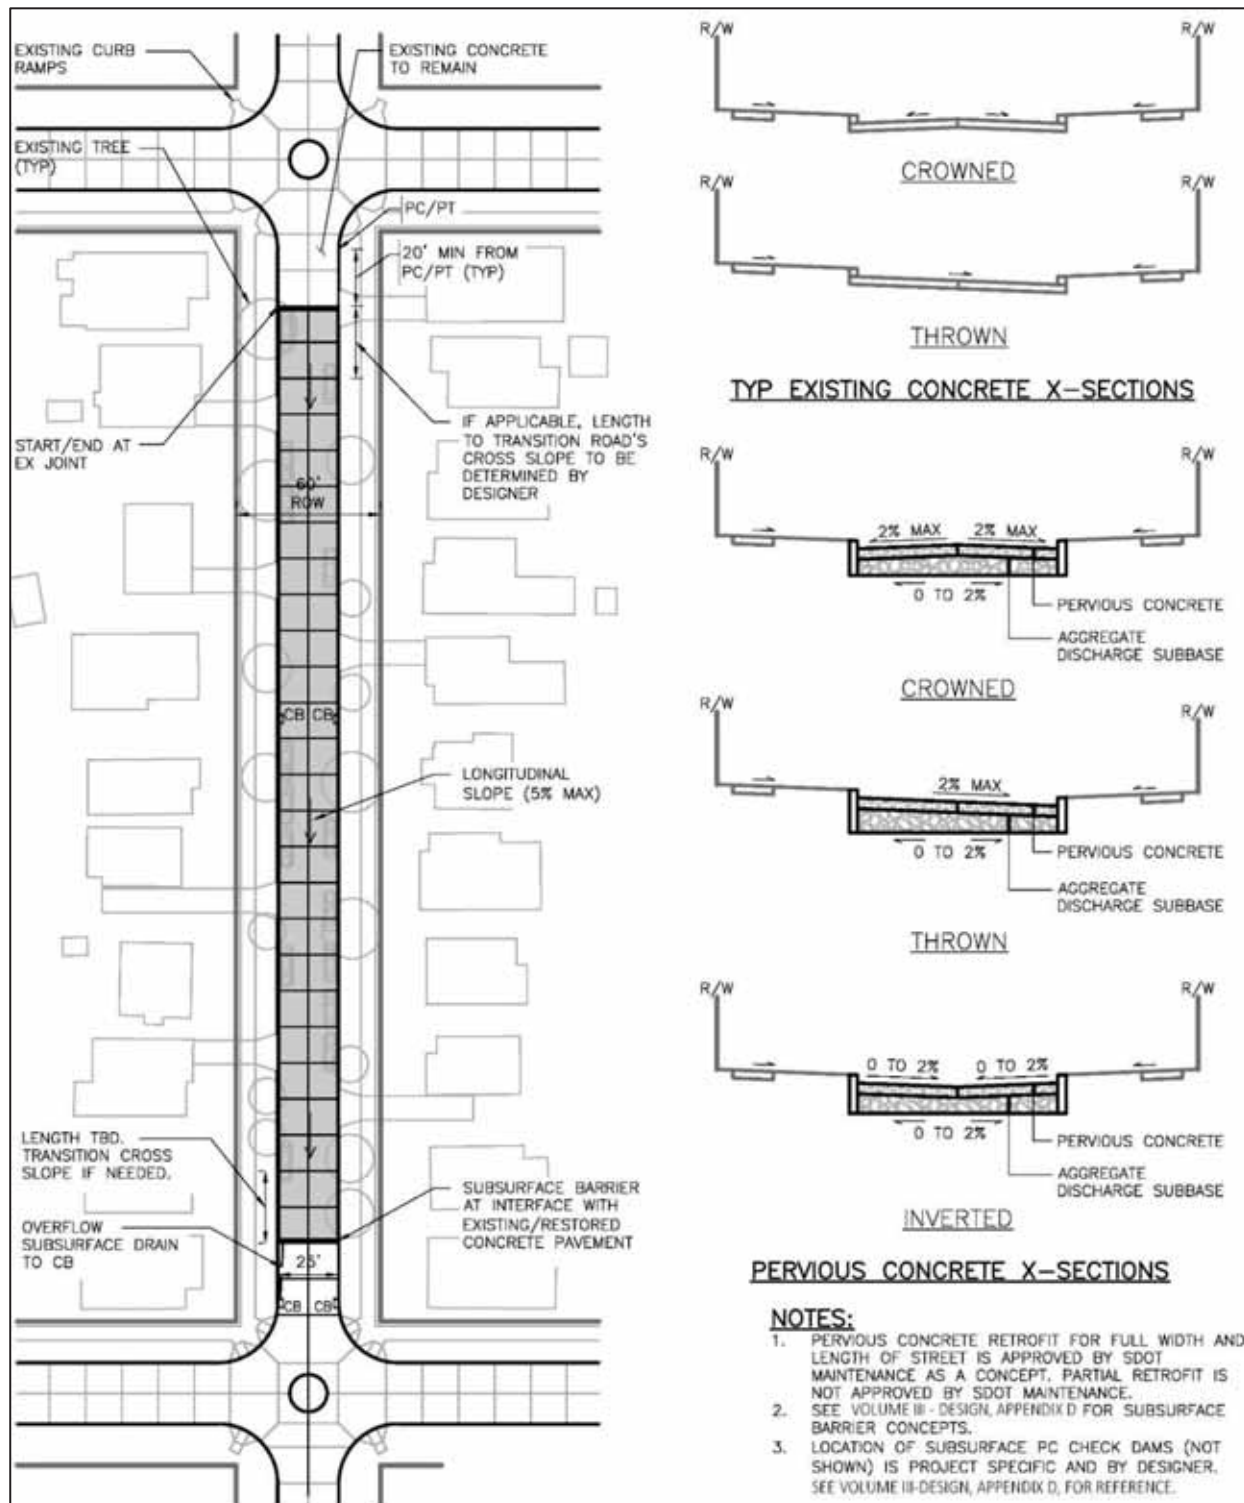 EXISTING CURB
RAMPS
EXISTING CONCRETE
TO REMAIN
EXISTING TREE
(TYP)
PC/PT
20' MIN FROM
PC/PT (TYP)
START/END AT
EX JOINT
IF APPLICABLE, LENGTH
TO TRANSITION ROAD'S
CROSS SLOPE TO BE
DETERMINED BY
DESIGNER
60'
ROW
CB CB
LONGITUDINAL
SLOPE (5% MAX)
LENGTH TBD.
TRANSITION CROSS
SLOPE IF NEEDED.
OVERFLOW
SUBSURFACE DRAIN
TO CB
SUBSURFACE BARRIER
AT INTERFACE WITH
EXISTING/RESTORED
CONCRETE PAVEMENT
25'
CB CB
R/W R/W
CROWNED
R/W R/W
THROWN
TYP EXISTING CONCRETE X-SECTIONS
R/W R/W
2% MAX 2% MAX
0 TO 2%
PERVIOUS CONCRETE
AGGREGATE
DISCHARGE SUBBASE
CROWNED
R/W R/W
2% MAX
0 TO 2%
PERVIOUS CONCRETE
AGGREGATE
DISCHARGE SUBBASE
THROWN
R/W R/W
0 TO 2% 0 TO 2%
0 TO 2%
PERVIOUS CONCRETE
AGGREGATE
DISCHARGE SUBBASE
INVERTED
PERVIOUS CONCRETE X-SECTIONS
NOTES:
1. PERVIOUS CONCRETE RETROFIT FOR FULL WIDTH AND
LENGTH OF STREET IS APPROVED BY SDOT
MAINTENANCE AS A CONCEPT. PARTIAL RETROFIT IS
NOT APPROVED BY SDOT MAINTENANCE.
2. SEE VOLUME III - DESIGN, APPENDIX D FOR SUBSURFACE
BARRIER CONCEPTS.
3. LOCATION OF SUBSURFACE PC CHECK DAMS (NOT
SHOWN) IS PROJECT SPECIFIC AND BY DESIGNER.
SEE VOLUME III-DESIGN, APPENDIX D, FOR REFERENCE.